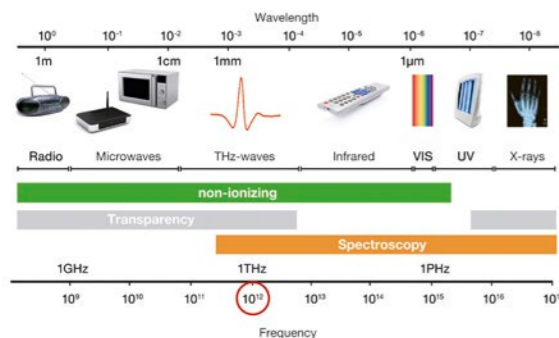 Wavelength
10⁰ 10⁻¹ 10⁻² 10⁻³ 10⁻⁴ 10⁻⁵ 10⁻⁶ 10⁻⁷ 10⁻⁸
1m 1cm 1mm 1μm
Radio Microwaves THz-waves Infrared VIS UV X-rays
non-ionizing
Transparency
Spectroscopy
1GHz 1THz 1PHz
10⁹ 10¹⁰ 10¹¹ 10¹² 10¹³ 10¹⁴ 10¹⁵ 10¹⁶
Frequency